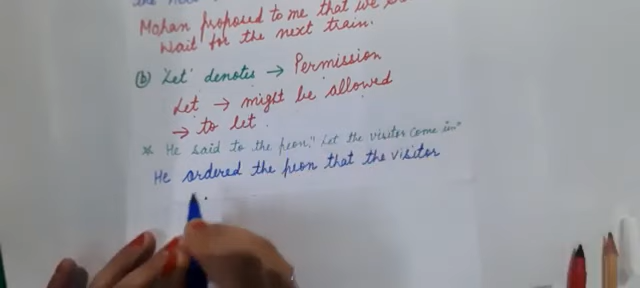 Mohan proposed to me that we
Wait for the next train.
(b) 'Let' denotes → Permission
Let → might be allowed
→ to let.
* He said to the peon," Let the visitor come in"
He ordered the peon that the visitor